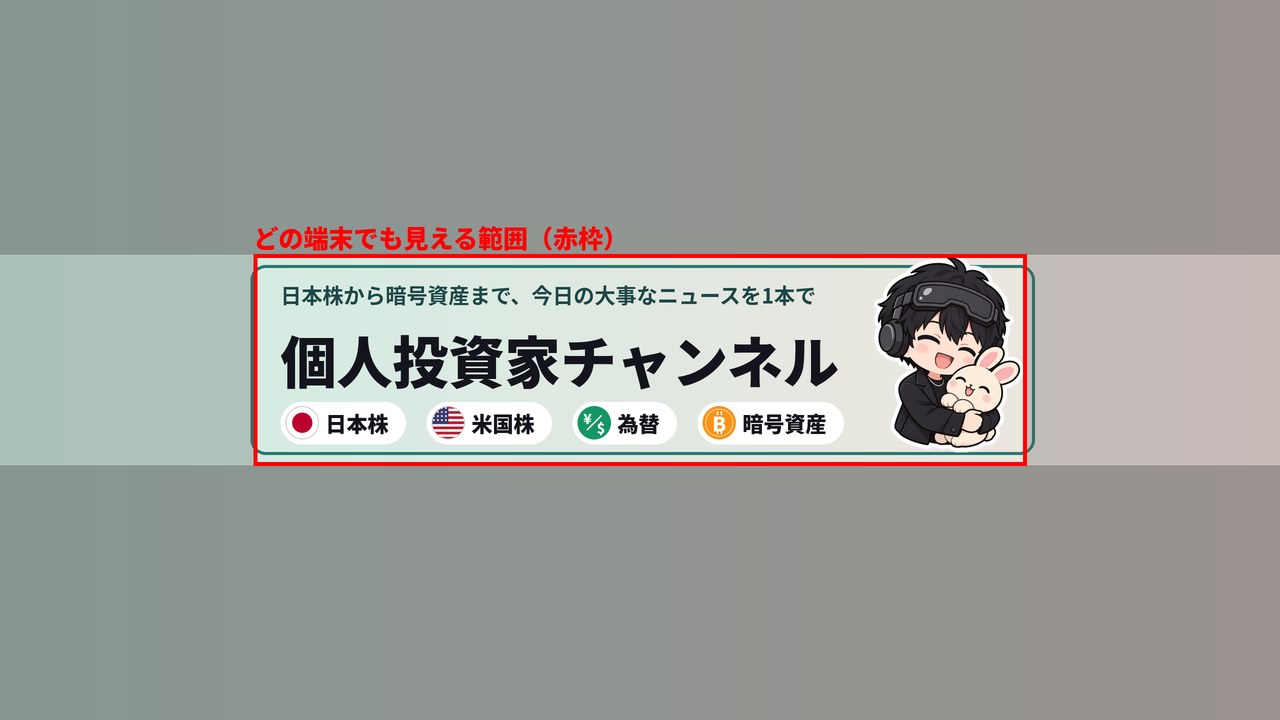 どの端末でも見える範囲（赤枠）
日本株から暗号資産まで、今日の大事なニュースを1本で
個人投資家チャンネル
日本株 米国株 ¥/$ 為替 B 暗号資産